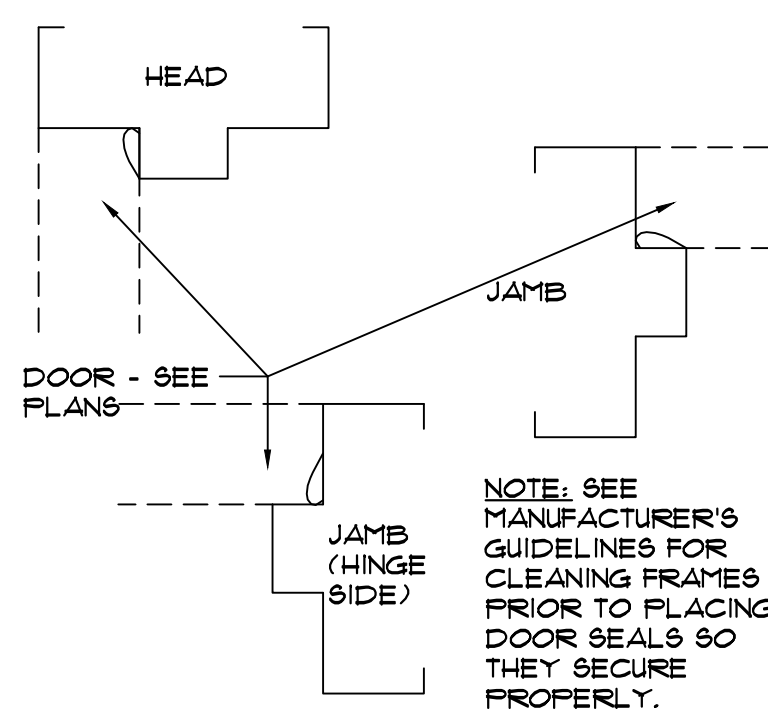 HEAD
JAMB
DOOR - SEE
PLANS
JAMB
(HINGE
SIDE)
NOTE: SEE
MANUFACTURER'S
GUIDELINES FOR
CLEANING FRAMES
PRIOR TO PLACING
DOOR SEALS SO
THEY SECURE
PROPERLY.